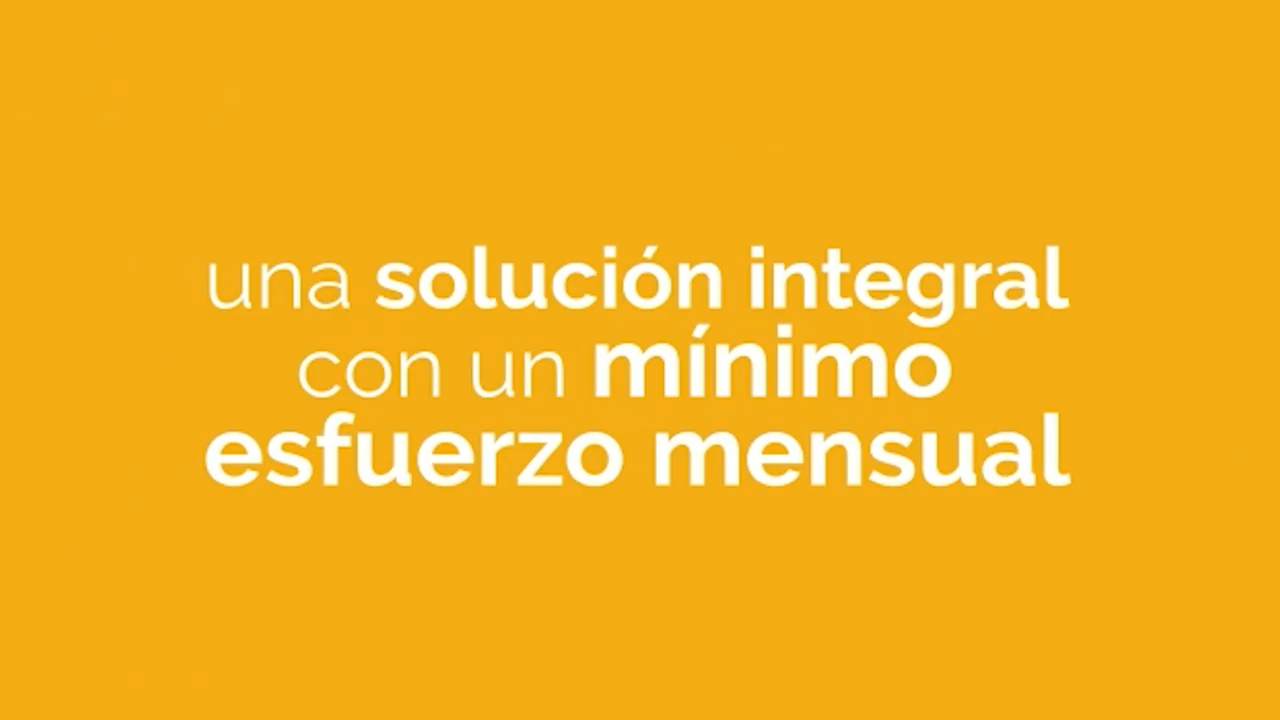 una solución integral
con un mínimo
esfuerzo mensual